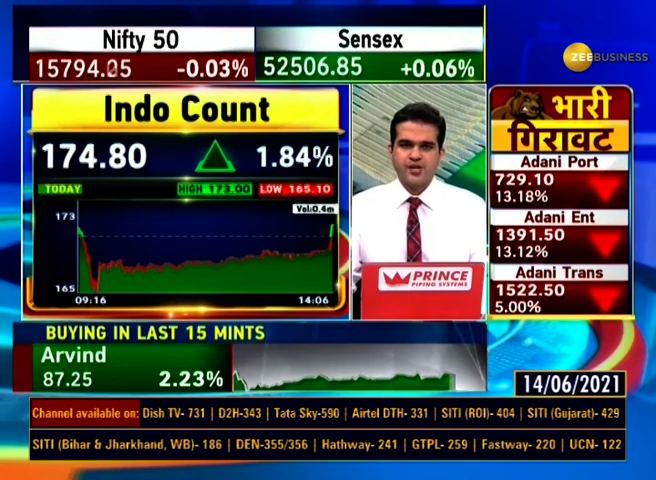 Nifty 50
15794.05 -0.03%
Sensex
52506.85 +0.06%
ZEEBUSINESS
Indo Count
174.80 1.84%
TODAY HIGH 173.00 LOW 165.10
Vol:0.4m
173
165
09:16 14:06
PRINCE
PIPING SYSTEMS
भारी
गिरावट
Adani Port
729.10
13.18%
Adani Ent
1391.50
13.12%
Adani Trans
1522.50
5.00%
BUYING IN LAST 15 MINTS
Arvind
87.25 2.23%
14/06/2021
Channel available on: Dish TV- 731 | D2H-343 | Tata Sky-590 | Airtel DTH- 331 | SITI (ROI)- 404 | SITI (Gujarat)- 429
SITI (Bihar & Jharkhand, WB)- 186 | DEN-355/356 | Hathway- 241 | GTPL- 259 | Fastway- 220 | UCN- 122